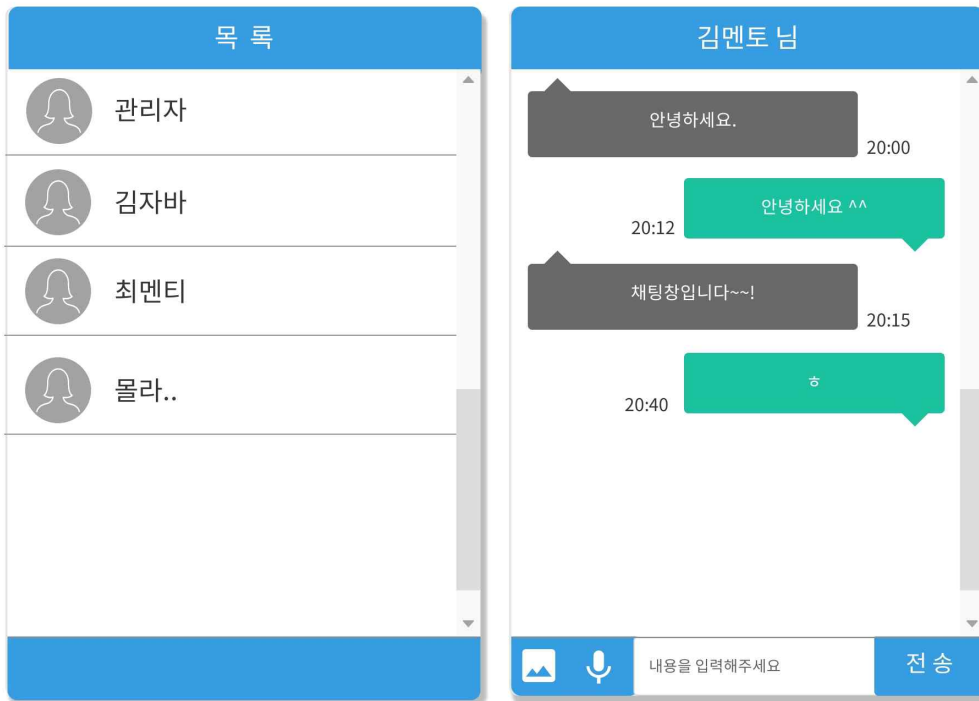 목 록
관리자
김자바
최멘티
몰라..
김멘토 님
안녕하세요.
20:00
안녕하세요 ^^
20:12
채팅창입니다~~!
20:15
ㅎ
20:40
내용을 입력해주세요
전 송